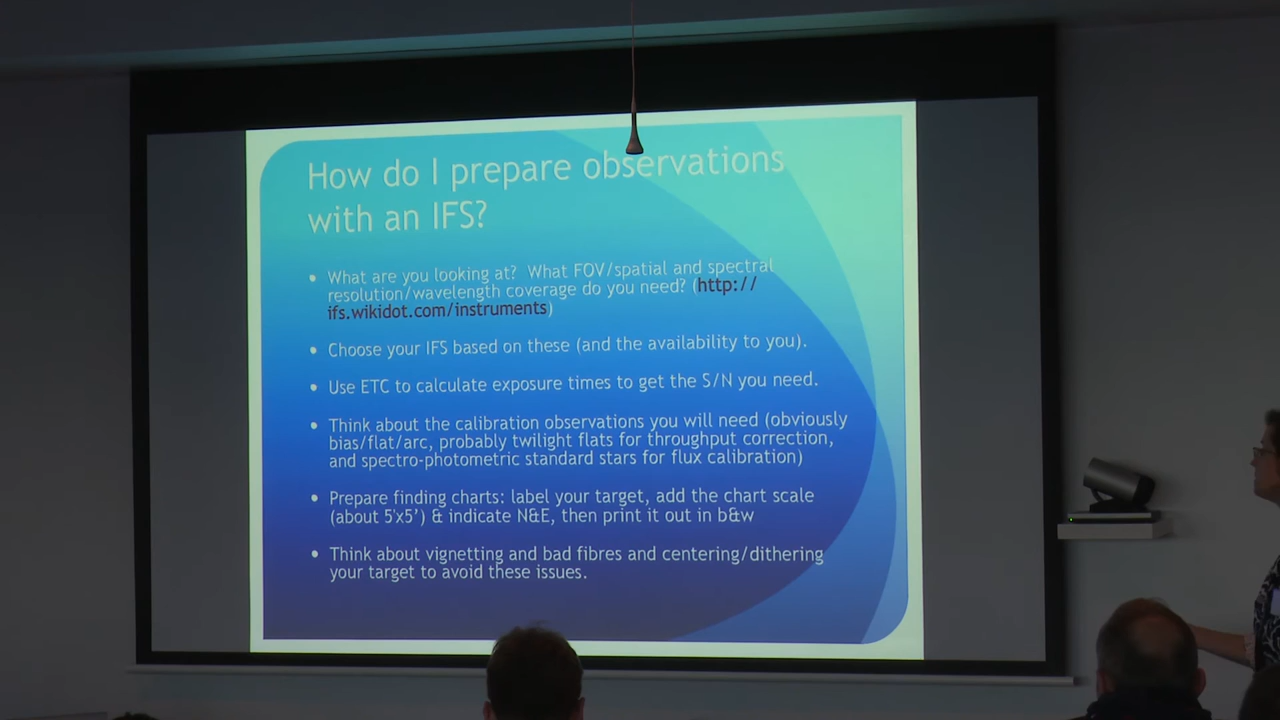 How do I prepare observations
with an IFS?
• What are you looking at? What FOV/spatial and spectral
resolution/wavelength coverage do you need? (http://
ifs.wikidot.com/instruments)
• Choose your IFS based on these (and the availability to you).
• Use ETC to calculate exposure times to get the S/N you need.
• Think about the calibration observations you will need (obviously
bias/flat/arc, probably twilight flats for throughput correction,
and spectro-photometric standard stars for flux calibration)
• Prepare finding charts: label your target, add the chart scale
(about 5'x5') & indicate N&E, then print it out in b&w
• Think about vignetting and bad fibres and centering/dithering
your target to avoid these issues.